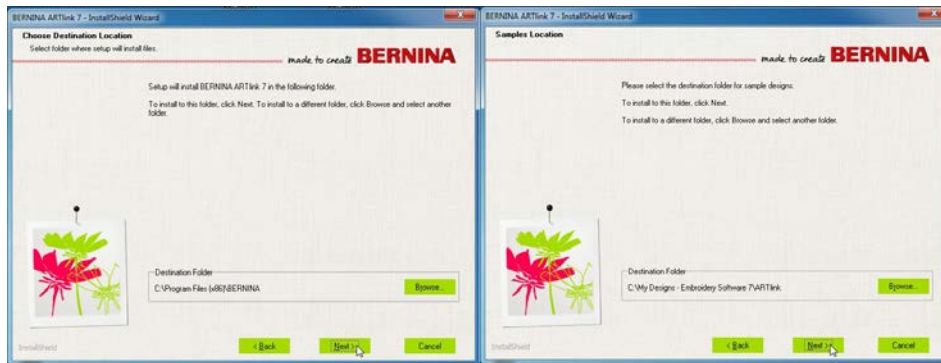 BERNINA ARTlink 7 - InstallShield Wizard
Choose Destination Location
Select folder where setup will install files.
made to create BERNINA
Setup will install BERNINA ARTlink 7 in the following folder.
To install to this folder, click Next. To install to a different folder, click Browse and select another
folder.
Destination Folder
C:\Program Files (x86)\BERNINA
Browse...
InstallShield
< Back
Next >
Cancel
BERNINA ARTlink 7 - InstallShield Wizard
Samples Location
made to create BERNINA
Please select the destination folder for sample designs.
To install to this folder, click Next.
To install to a different folder, click Browse and select another folder.
Destination Folder
C:\My Designs - Embroidery Software 7\ARTlink
Browse...
InstallShield
< Back
Next >
Cancel